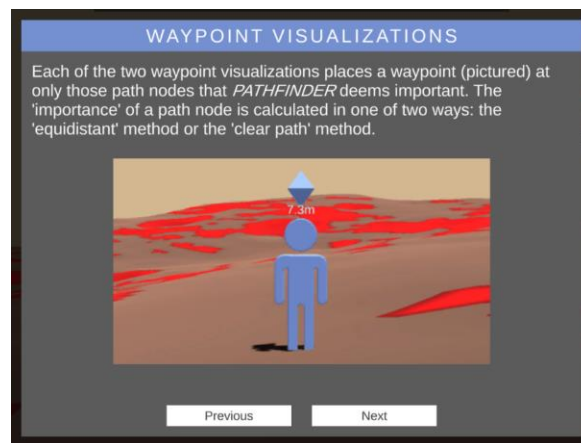 WAYPOINT VISUALIZATIONS
Each of the two waypoint visualizations places a waypoint (pictured) at
only those path nodes that PATHFINDER deems important. The
'importance' of a path node is calculated in one of two ways: the
'equidistant' method or the 'clear path' method.
7.3m
Previous Next